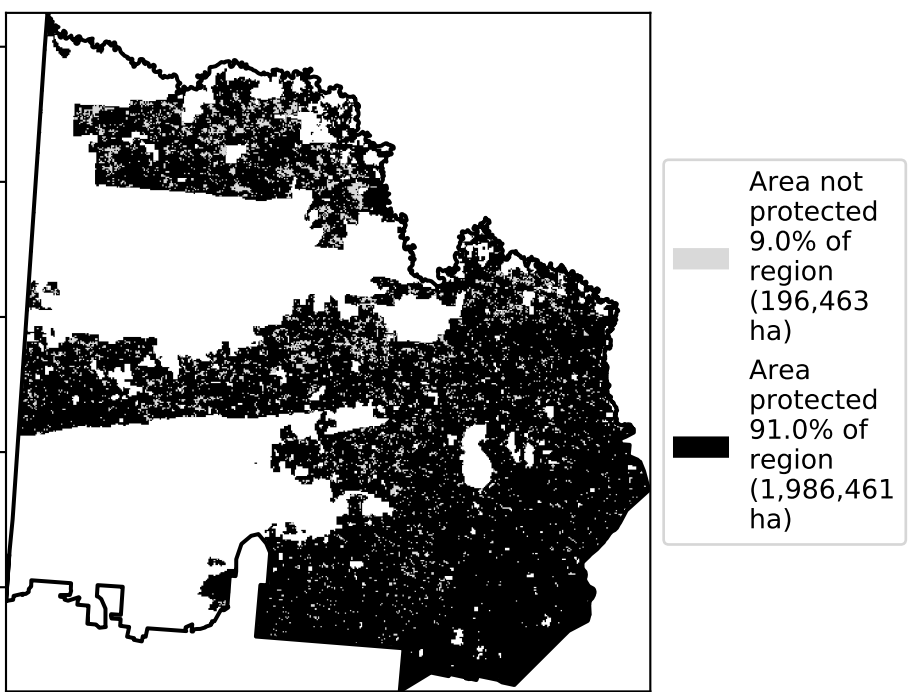 Area not
protected
9.0% of
region
(196,463
ha)
Area
protected
91.0% of
region
(1,986,461
ha)